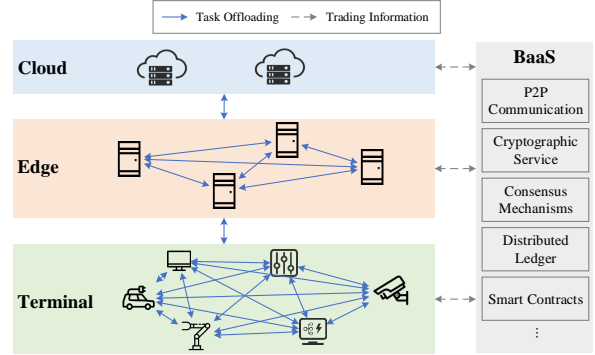 Task Offloading
Trading Information
Cloud
Edge
Terminal
BaaS
P2P
Communication
Cryptographic
Service
Consensus
Mechanisms
Distributed
Ledger
Smart Contracts
...